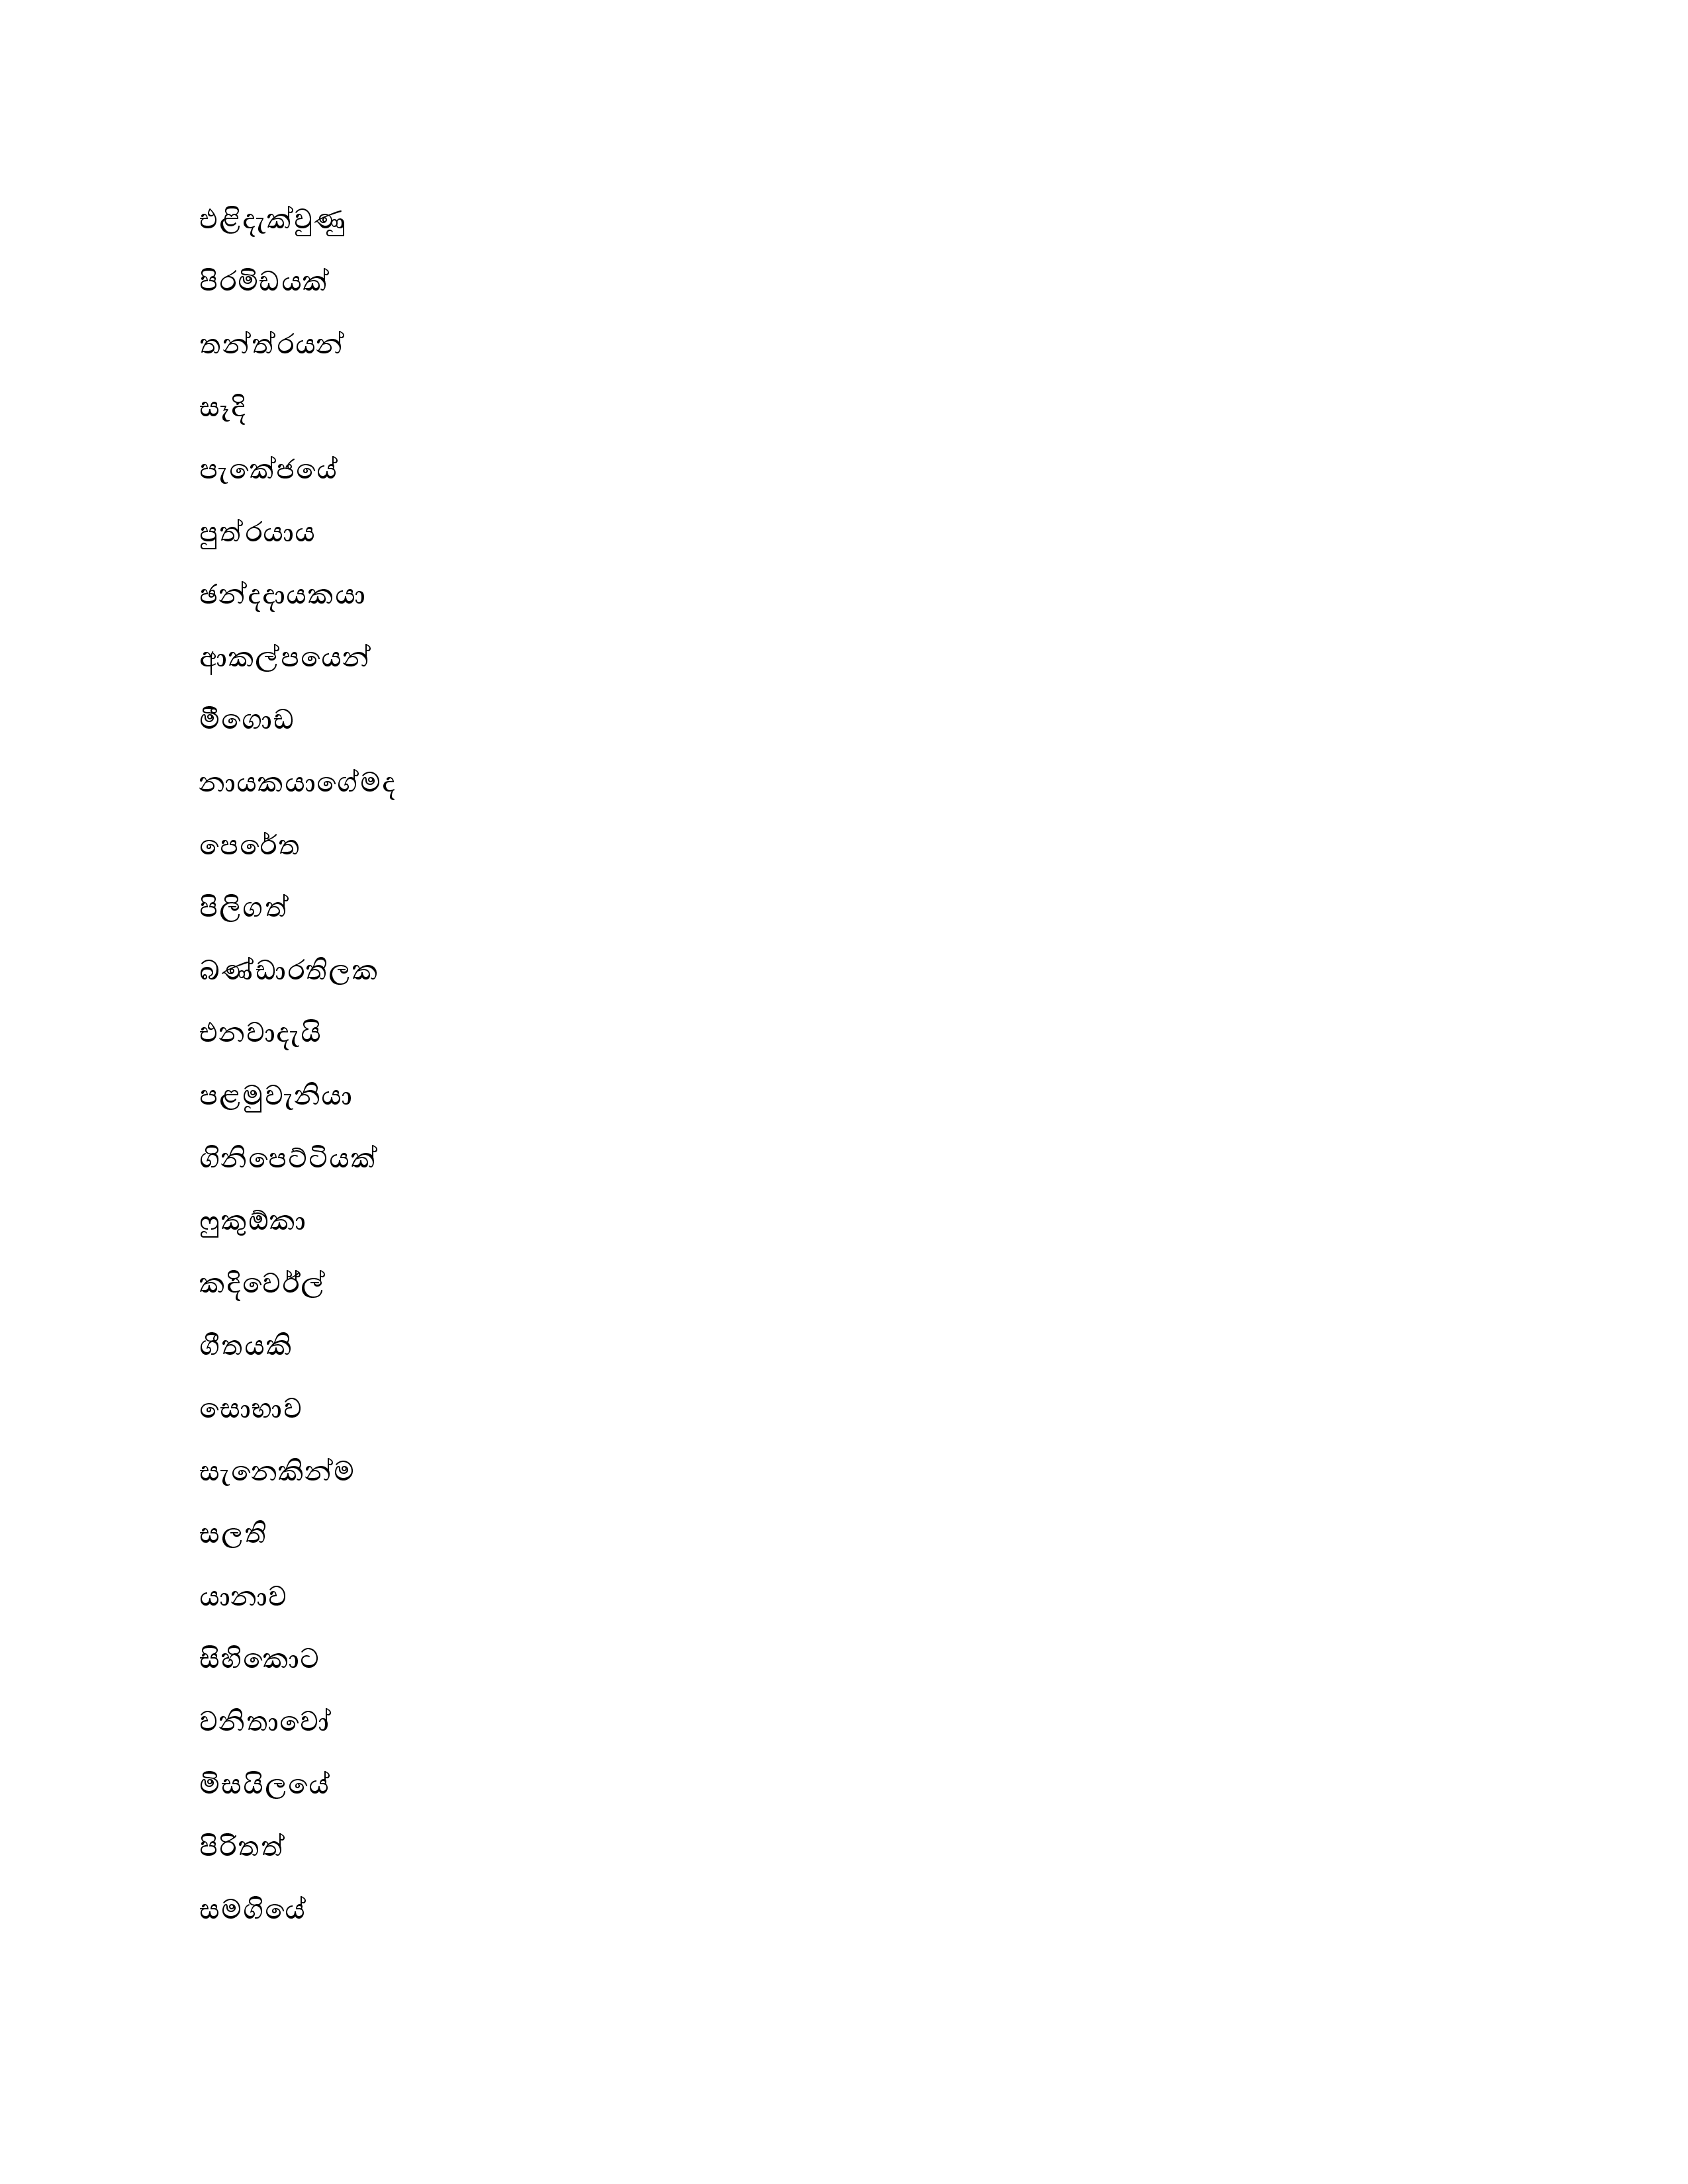 එළිදැක්වුණු
පිරමිඩයක්
තන්ත්රයන්
සෑදි
පැකේජයේ
පුත්රයාය
ඡන්දදායකයා
ආකල්පයෙන්
මීගොඩ
නායකයාගේමද
පෙරේත
පිලිගත්
බණ්ඩාරතිලක
එනවාදැයි
පළමුවැනියා
ගිනිපෙට්ටියක්
ෆුකුඕකා
කදිර්වේල්
ගීතයකි
සොභාව
සැනෙකින්ම
සලති
යානාව
සිහිකොට
වනිතාවෝ
මිසයිලයේ
පිරිතත්
සමගියේ